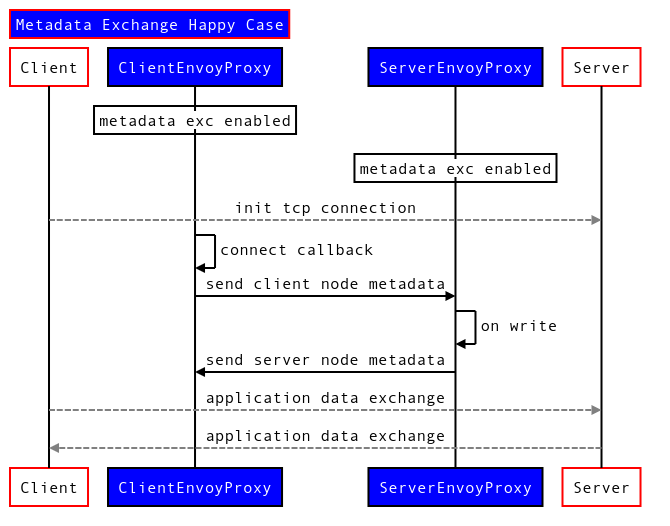 Metadata Exchange Happy Case
Client ClientEnvoyProxy ServerEnvoyProxy Server
metadata exc enabled
metadata exc enabled
init tcp connection
connect callback
send client node metadata
on write
send server node metadata
application data exchange
application data exchange
Client ClientEnvoyProxy ServerEnvoyProxy Server